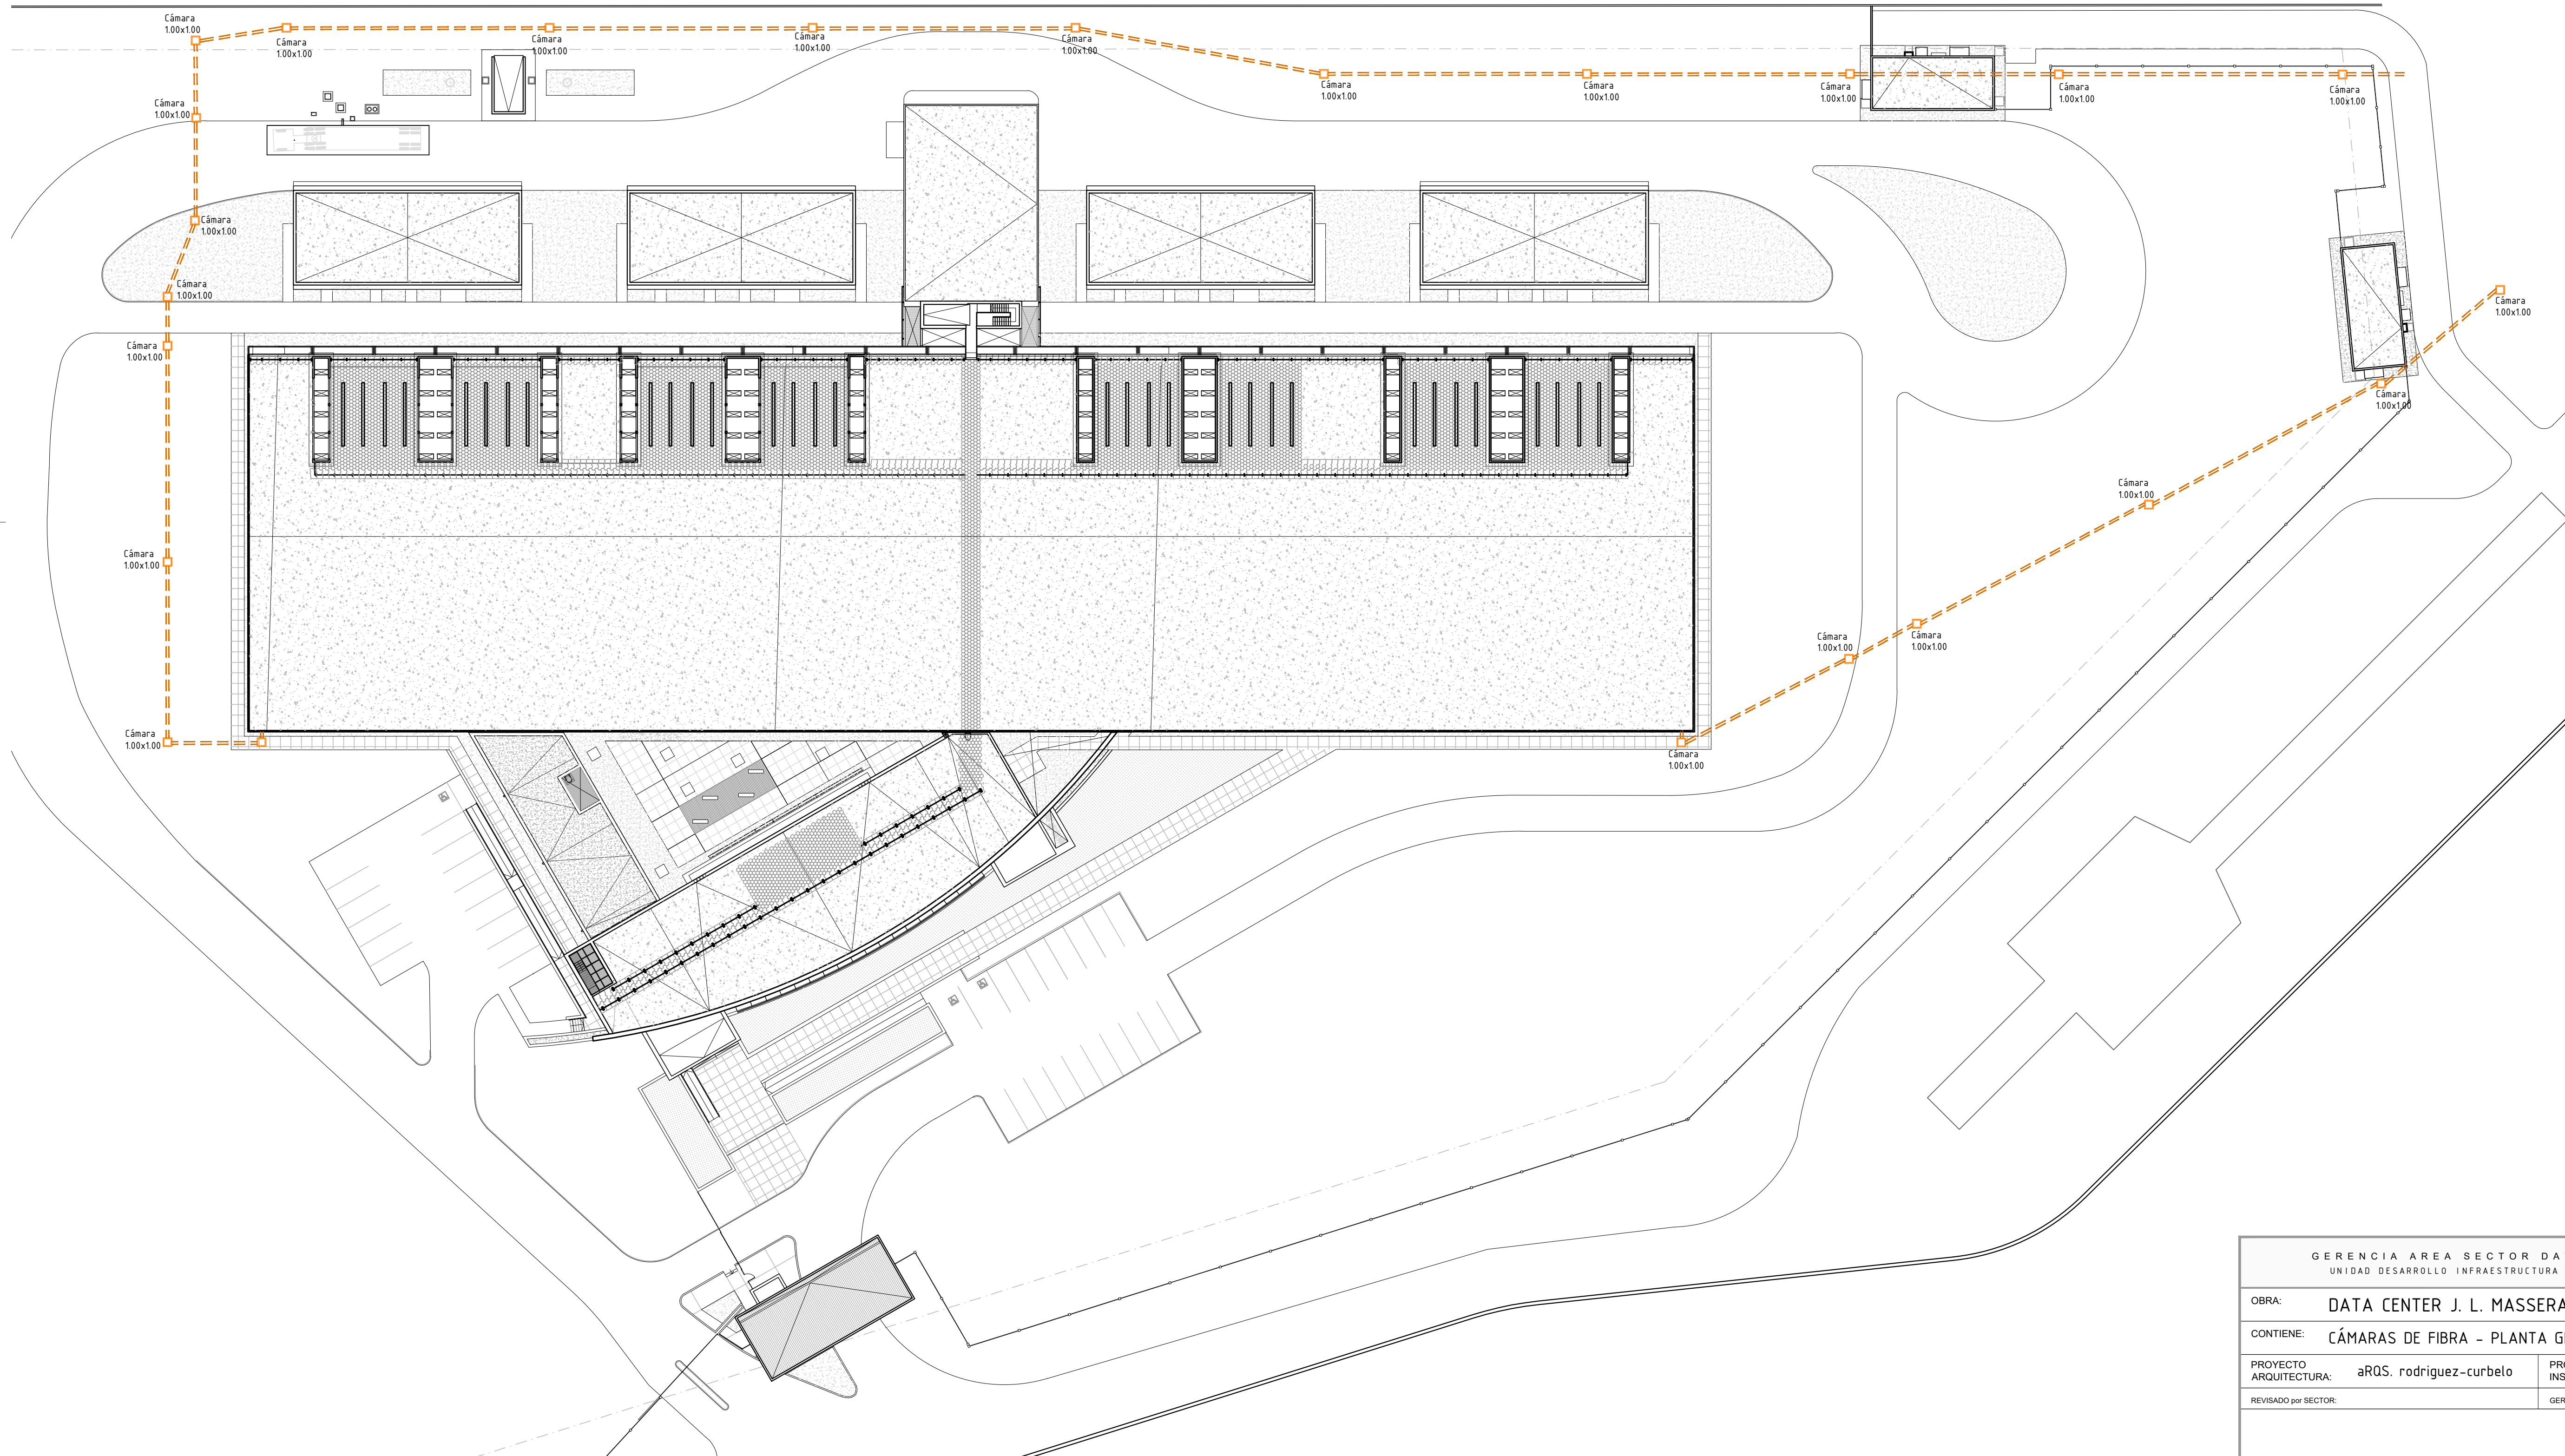 Cámara
1.00x1.00
Cámara
1.00x1.00
Cámara
1.00x1.00
Cámara
1.00x1.00
Cámara
1.00x1.00
Cámara
1.00x1.00
Cámara
1.00x1.00
Cámara
1.00x1.00
Cámara
1.00x1.00
Cámara
1.00x1.00
Cámara
1.00x1.00
Cámara
1.00x1.00
Cámara
1.00x1.00
Cámara
1.00x1.00
Cámara
1.00x1.00
Cámara
1.00x1.00
Cámara
1.00x1.00
Cámara
1.00x1.00
Cámara
1.00x1.00
Cámara
1.00x1.00
Cámara
1.00x1.00
Cámara
1.00x1.00
GERENCIA AREA SECTOR DA
UNIDAD DESARROLLO INFRAESTRUCTURA
OBRA: DATA CENTER J. L. MASSERA
CONTIENE: CÁMARAS DE FIBRA - PLANTA G
PROYECTO ARQUITECTURA: aRQS. rodriguez-curbelo PR
INS
REVISADO por SECTOR: GER